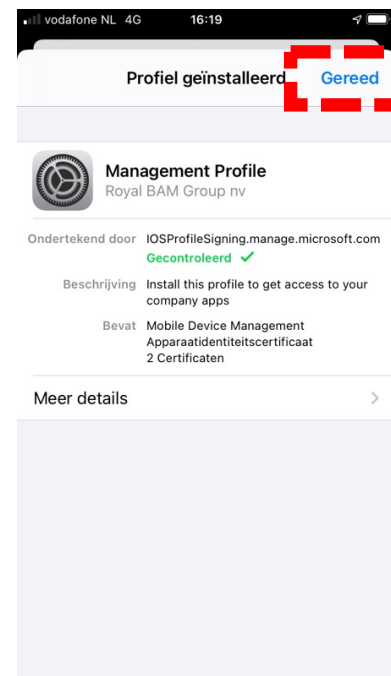 vodafone NL 4G 16:19
Profiel geïnstalleerd Gereed
Management Profile
Royal BAM Group nv
Ondertekend door IOSProfileSigning.manage.microsoft.com
Gecontroleerd ✓
Beschrijving Install this profile to get access to your
company apps
Bevat Mobile Device Management
Apparaatidentiteitscertificaat
2 Certificaten
Meer details